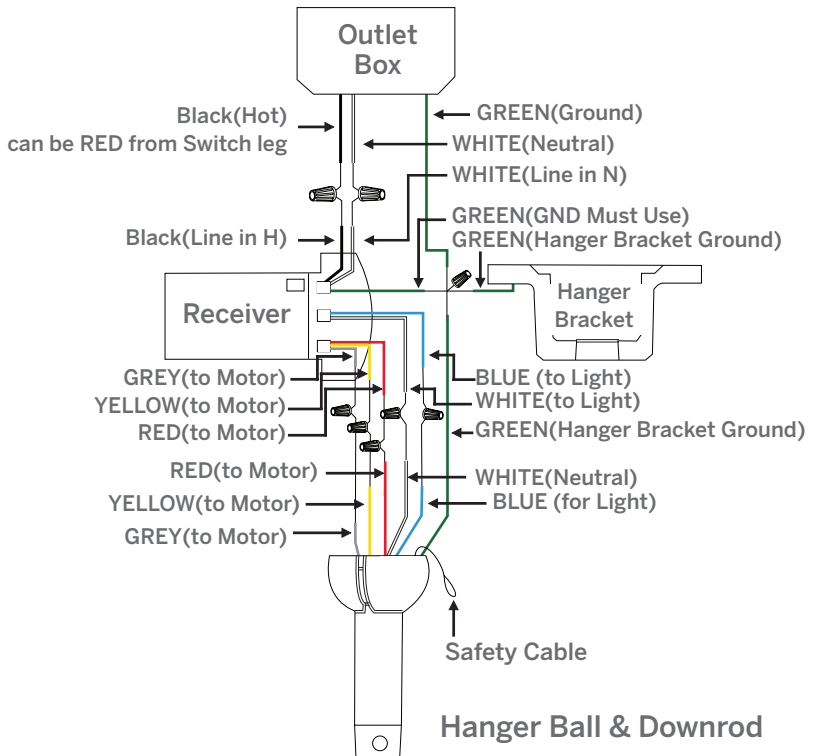 Outlet
Box
Black(Hot)
can be RED from Switch leg
GREEN(Ground)
WHITE(Neutral)
WHITE(Line in N)
GREEN(GND Must Use)
Black(Line in H)
GREEN(Hanger Bracket Ground)
Receiver
Hanger
Bracket
GREY(to Motor)
BLUE (to Light)
YELLOW(to Motor)
WHITE(to Light)
RED(to Motor)
GREEN(Hanger Bracket Ground)
RED(to Motor)
WHITE(Neutral)
YELLOW(to Motor)
BLUE (for Light)
GREY(to Motor)
Safety Cable
Hanger Ball & Downrod